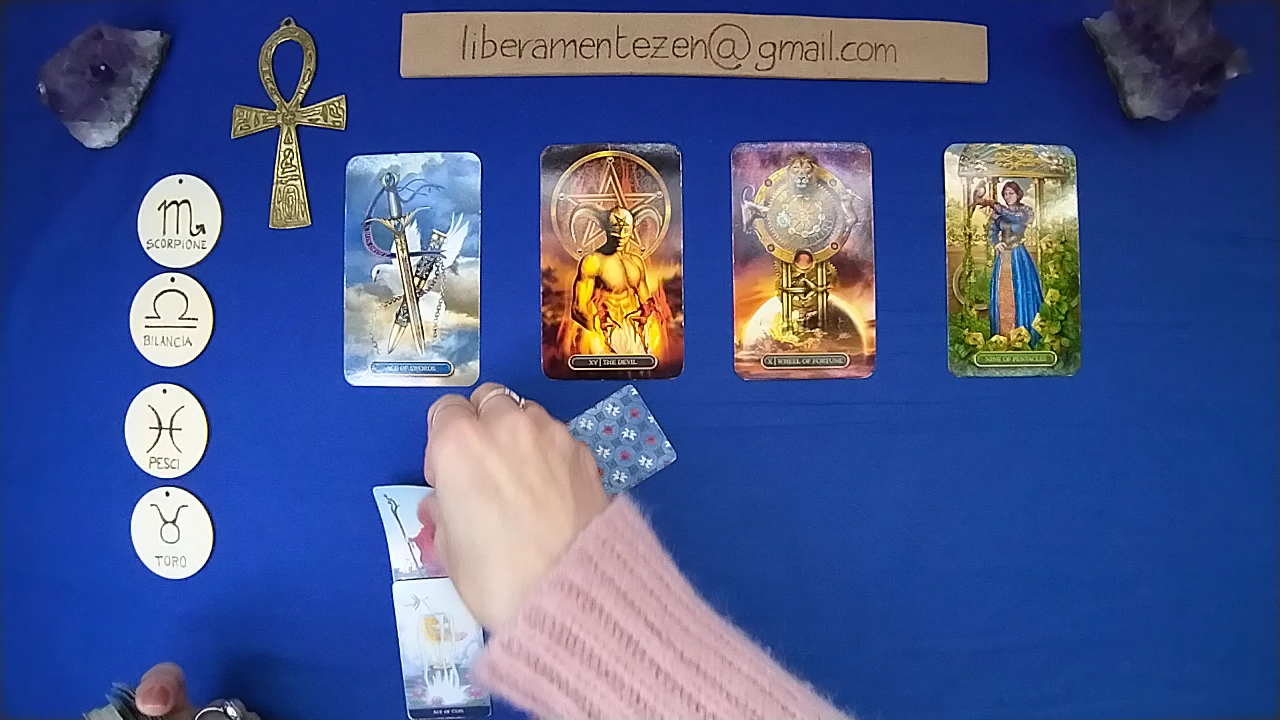 liberamentezen@gmail.com
SCORPIONE
BILANCIA
PESCI
TORO
ACE OF SWORDS
XV THE DEVIL
X WHEEL OF FORTUNE
NINE OF PENTACLES
ACE OF CUPS